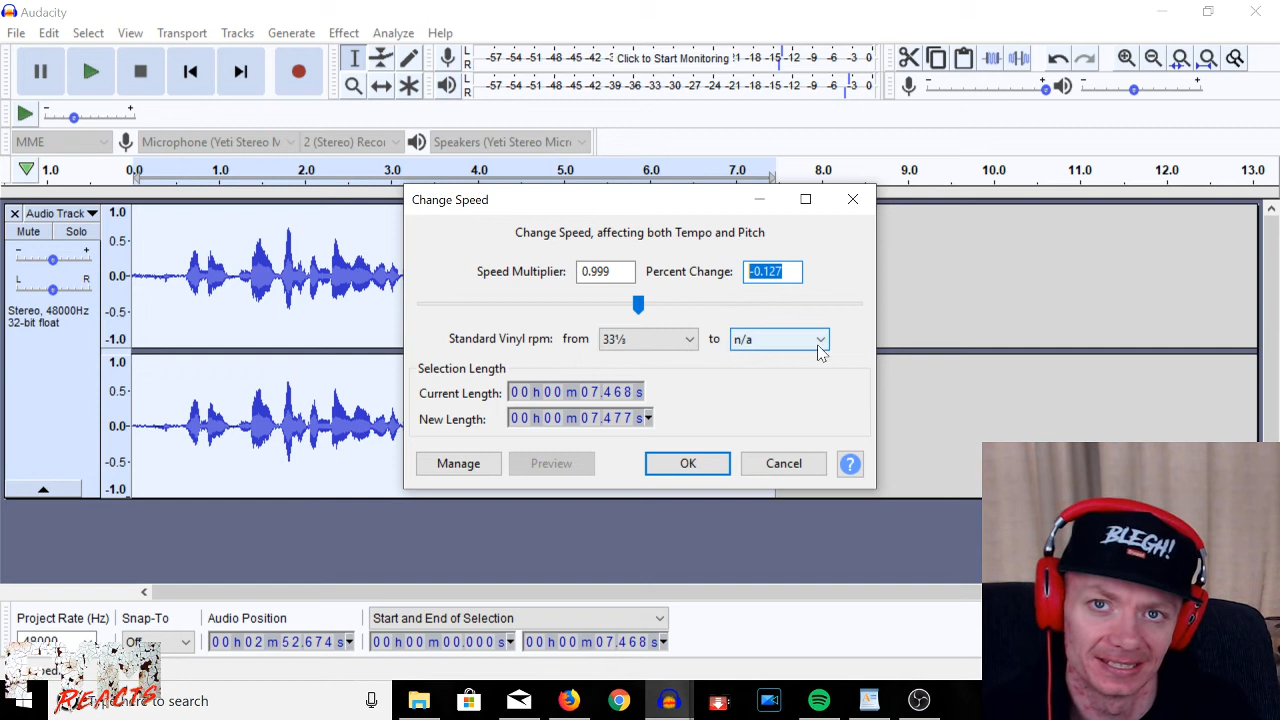 Audacity
File Edit Select View Transport Tracks Generate Effect Analyze Help
L R -57 -54 -51 -48 -45 -42 -3 Click to Start Monitoring !1 -18 -15 -12 -9 -6 -3 0
L R -57 -54 -51 -48 -45 -42 -39 -36 -33 -30 -27 -24 -21 -18 -15 -12 -9 -6 -3 0
MME Microphone (Yeti Stereo M 2 (Stereo) Recor Speakers (Yeti Stereo Micr
1.0 0.0 1.0 2.0 3.0 4.0 5.0 6.0 7.0 8.0 9.0 10.0 11.0 12.0 13.0
Audio Track
Mute Solo
L R
Stereo, 48000Hz
32-bit float
1.0
0.5
0.0
-0.5
-1.0
1.0
0.5
0.0
-0.5
-1.0
Change Speed
Change Speed, affecting both Tempo and Pitch
Speed Multiplier: 0.999 Percent Change: -0.127
Standard Vinyl rpm: from 33⅓ to n/a
Selection Length
Current Length: 00 h 00 m 07.468 s
New Length: 00 h 00 m 07.477 s
Manage Preview OK Cancel ?
BLEGH!
Project Rate (Hz) Snap-To Audio Position Start and End of Selection
48000 Off 00 h 02 m 52.674 s 00 h 00 m 00.000 s 00 h 00 m 07.468 s
REACTS
here to search